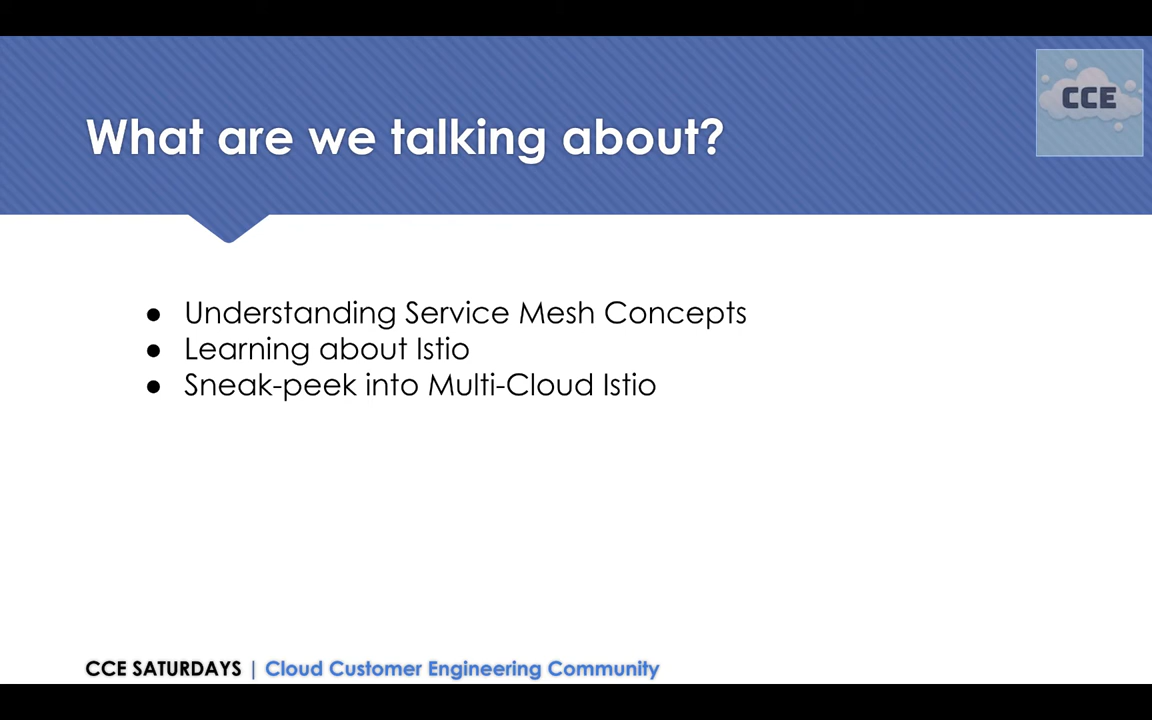 CCE
What are we talking about?
● Understanding Service Mesh Concepts
● Learning about Istio
● Sneak-peek into Multi-Cloud Istio
CCE SATURDAYS | Cloud Customer Engineering Community